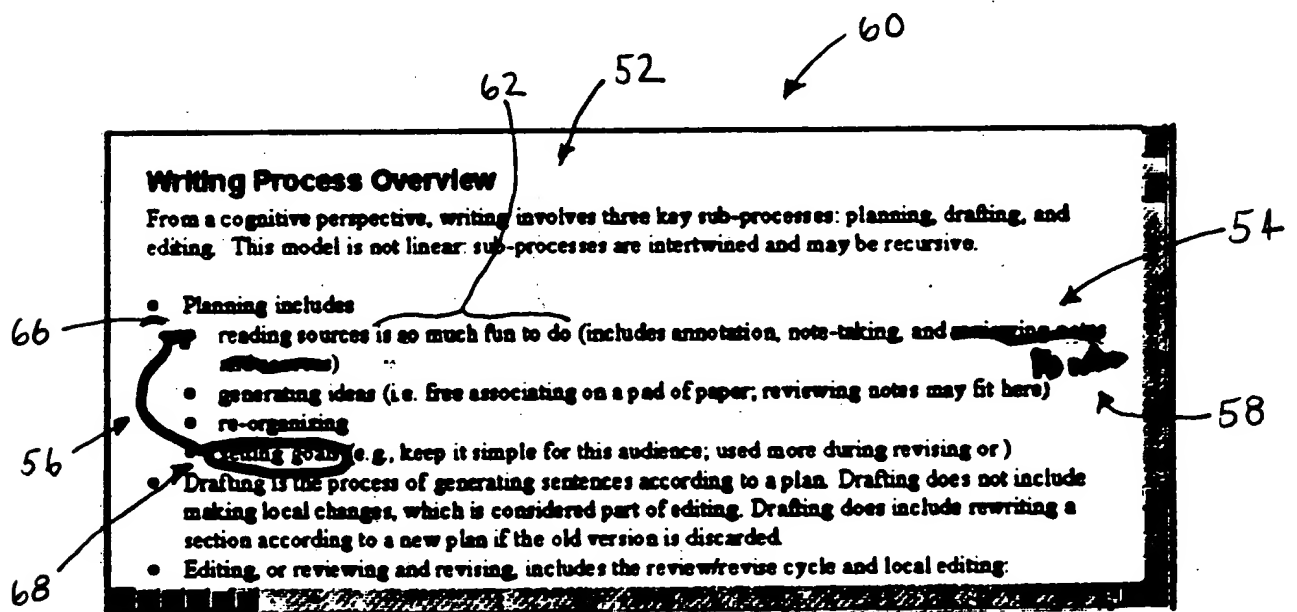 60
52
62
Writing Process Overview
From a cognitive perspective, writing involves three key sub-processes: planning, drafting, and
editing. This model is not linear: sub-processes are intertwined and may be recursive.
54
• Planning includes
66
reading sources is so much fun to do (includes annotation, note-taking, and reviewing notes
)
• generating ideas (i.e. free associating on a pad of paper; reviewing notes may fit here)
58
• re-organizing
56
• setting goals (e.g., keep it simple for this audience; used more during revising or )
• Drafting is the process of generating sentences according to a plan. Drafting does not include
making local changes, which is considered part of editing. Drafting does include rewriting a
section according to a new plan if the old version is discarded.
• Editing, or reviewing and revising, includes the review/revise cycle and local editing:
68